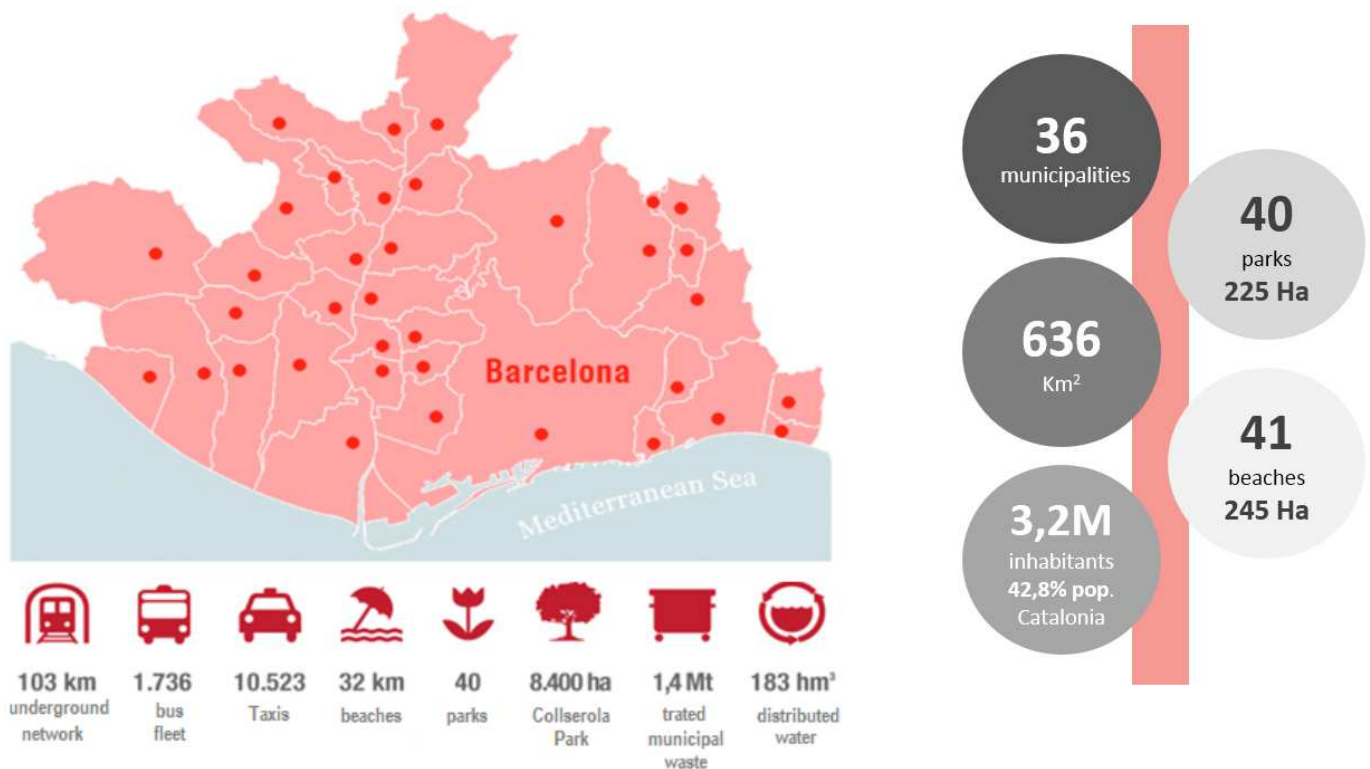 Barcelona
Mediterranean Sea
103 km
underground
network
1.736
bus
fleet
10.523
Taxis
32 km
beaches
40
parks
8.400 ha
Collserola
Park
1,4 Mt
trated
municipal
waste
183 hm³
distributed
water
36
municipalities
40
parks
225 Ha
636
Km²
41
beaches
245 Ha
3,2M
inhabitants
42,8% pop.
Catalonia